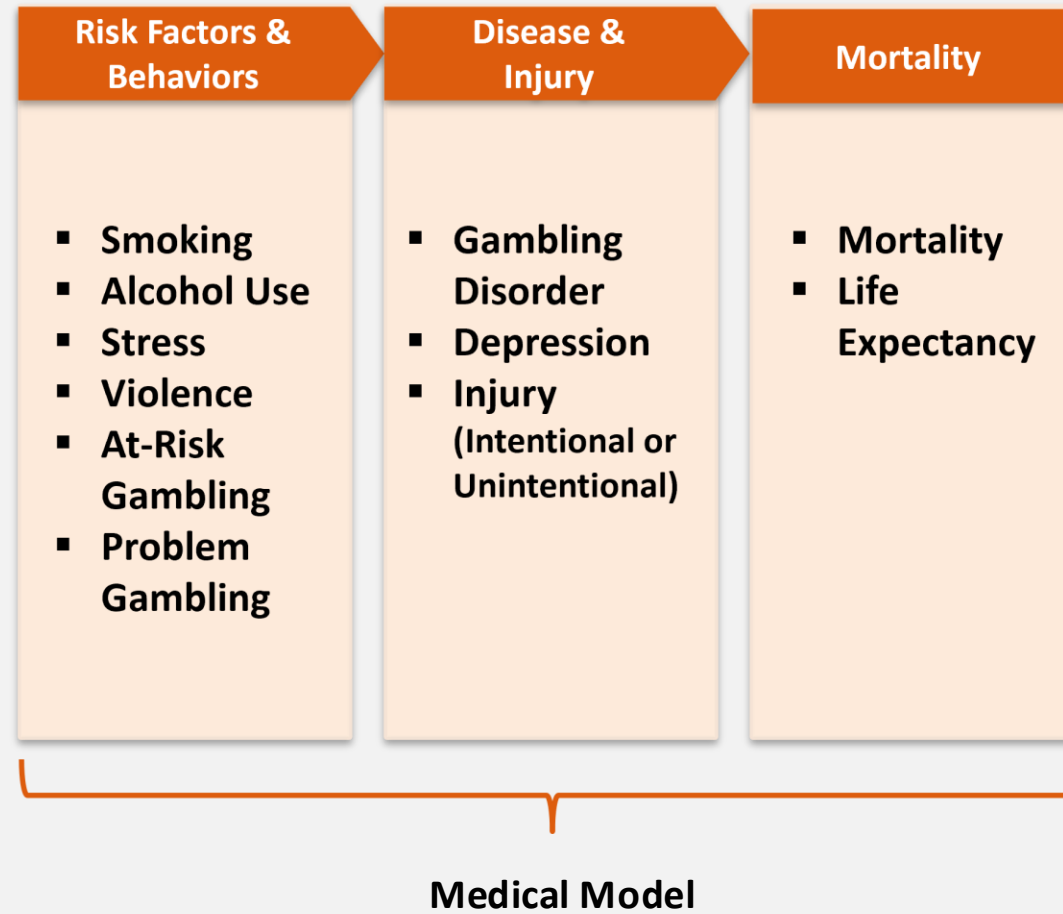 Risk Factors &
Behaviors
▪ Smoking
▪ Alcohol Use
▪ Stress
▪ Violence
▪ At-Risk
Gambling
▪ Problem
Gambling
Disease &
Injury
▪ Gambling
Disorder
▪ Depression
▪ Injury
(Intentional or
Unintentional)
Mortality
▪ Mortality
▪ Life
Expectancy
Medical Model